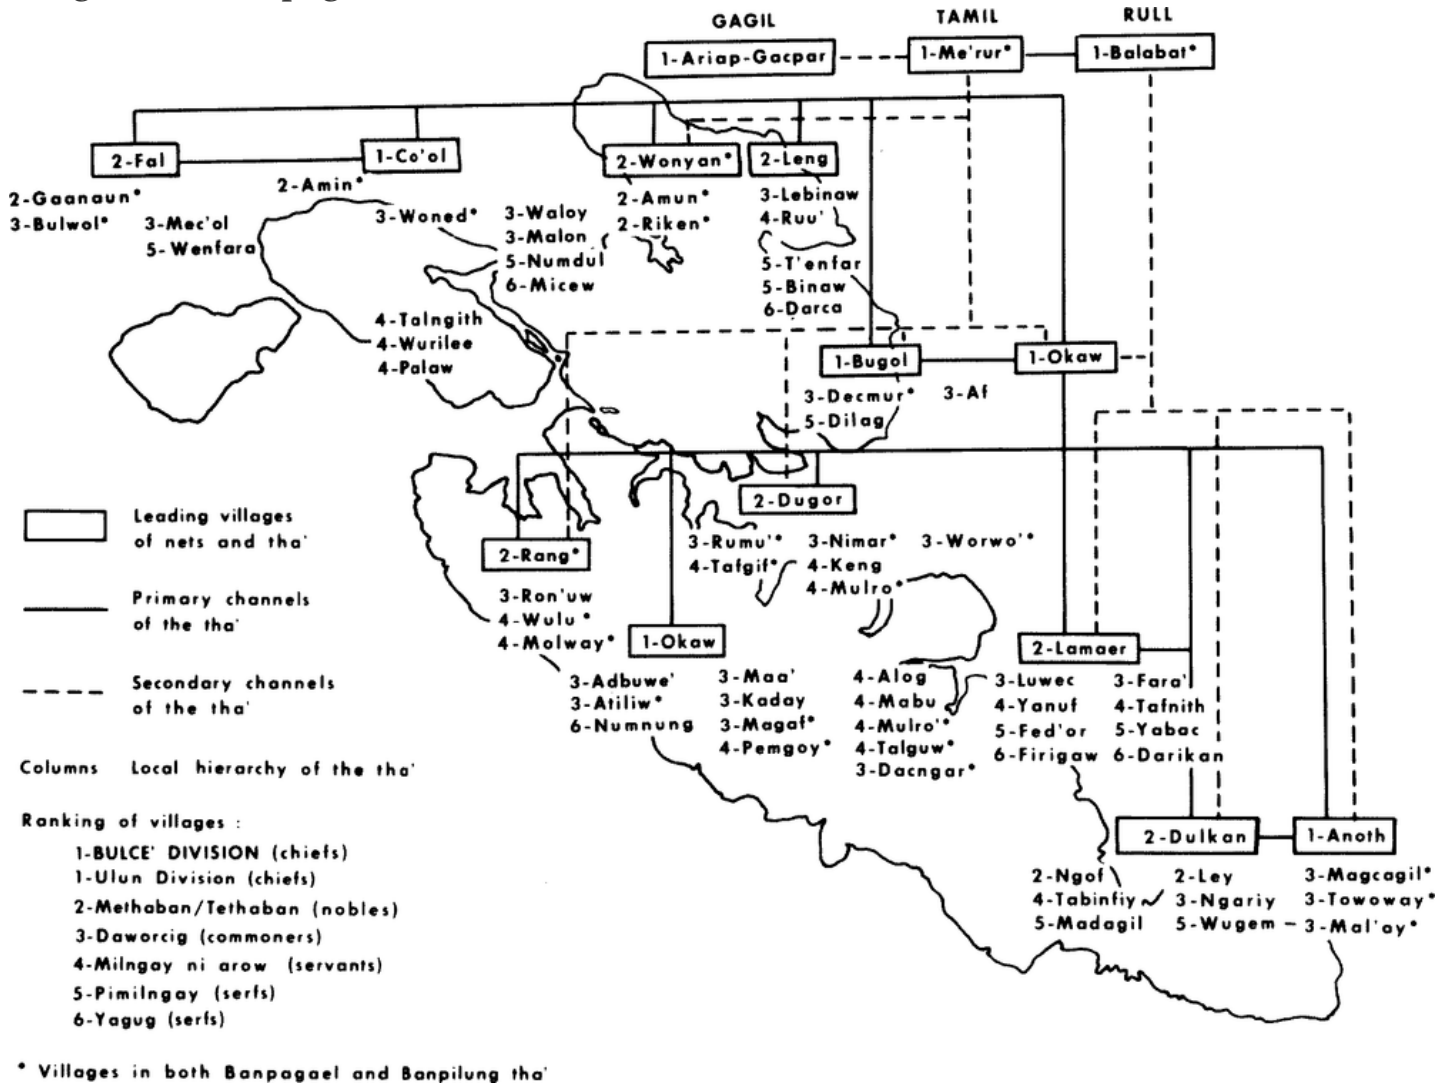 GAGIL TAMIL RULL
1-Ariap-Gacpar 1-Me'rur* 1-Balabat*
2-Fal 1-Co'ol 2-Wonyan* 2-Leng
2-Gaanaun*
3-Bulwol*
3-Mec'ol
5-Wenfara
2-Amin*
3-Woned*
3-Waloy
3-Malon
5-Numdul
6-Micew
2-Amun*
2-Riken*
3-Lebinaw
4-Ruu'
5-T'enfar
5-Binaw
6-Darca
4-Talngith
4-Wurilee
4-Palaw
1-Bugol 1-Okaw
3-Decmur* 3-Af
5-Dilag
2-Dugor
3-Rumu'*
4-Tafgif*
3-Nimar*
4-Keng
4-Mulro*
3-Worwo'*
2-Rang*
3-Ron'uw
4-Wulu*
4-Molway*
1-Okaw
3-Adbuwe'
3-Atiliw*
6-Numnung
3-Maa'
3-Kaday
3-Magaf*
4-Pemgoy*
4-Alog
4-Mabu
4-Mulro'*
4-Talguw*
3-Dacngar*
2-Lamaer
3-Luwec
4-Yanuf
5-Fed'or
6-Firigaw
3-Fara'
4-Tafnith
5-Yabac
6-Darikan
2-Dulkan 1-Anoth
2-Ngof
4-Tabinfiy
5-Madagil
2-Ley
3-Ngariy
5-Wugem
3-Magcagil*
3-Towoway*
3-Mal'ay*
Leading villages
of nets and tha'
Primary channels
of the tha'
Secondary channels
of the tha'
Columns Local hierarchy of the tha'
Ranking of villages :
1-BULCE' DIVISION (chiefs)
1-Ulun Division (chiefs)
2-Methaban/Tethaban (nobles)
3-Daworcig (commoners)
4-Milngay ni arow (servants)
5-Pimilngay (serfs)
6-Yagug (serfs)
* Villages in both Banpagael and Banpilung tha'